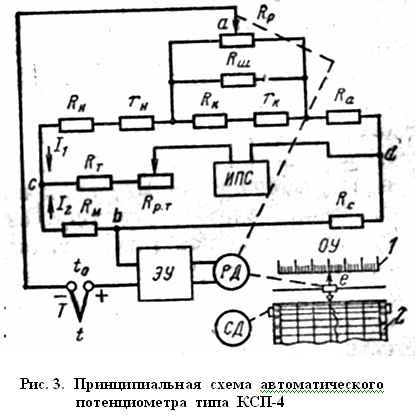 a
Rр
Rш
Rн
rн
Rк
rк
Rа
I1
c
d
Rт
Rр.т
ИПС
I2
Rм
b
Rс
ЭУ
РД
ОУ
1
e
t0
T
+
t
СД
2
Рис. 3. Принципиальная схема автоматического
потенциометра типа КСП-4